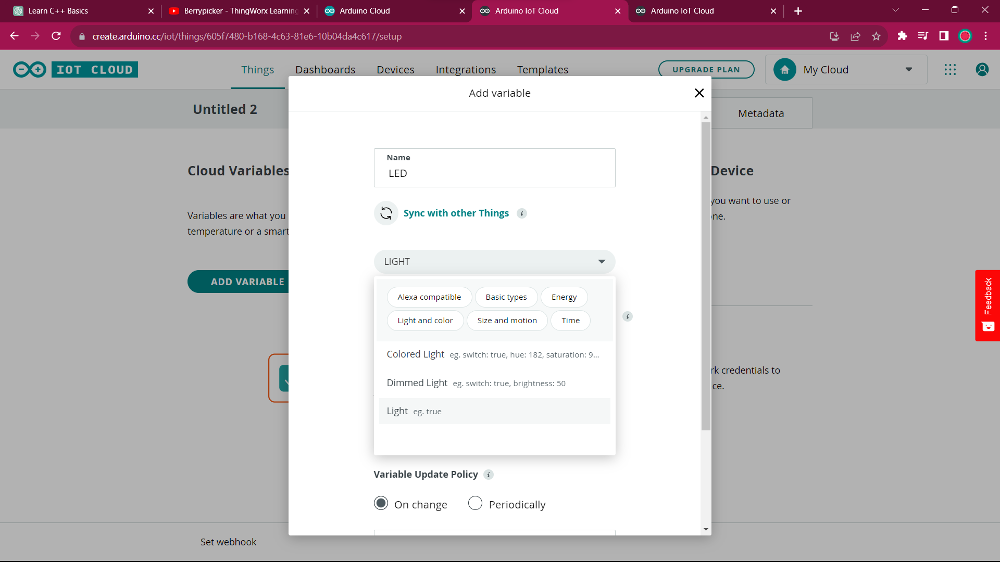 Learn C++ Basics
Berrypicker - ThingWorx Learning
Arduino Cloud
Arduino IoT Cloud
Arduino IoT Cloud
create.arduino.cc/iot/things/605f7480-b168-4c63-81e6-10b04da4c617/setup
IOT CLOUD
Things
Dashboards
Devices
Integrations
Templates
UPGRADE PLAN
My Cloud
Untitled 2
Add variable
Metadata
Name
LED
Cloud Variables
Device
Variables are what you
temperature or a smart
you want to use or
ne.
Sync with other Things
LIGHT
ADD VARIABLE
Alexa compatible
Basic types
Energy
Light and color
Size and motion
Time
Colored Light eg. switch: true, hue: 182, saturation: 9...
Dimmed Light eg. switch: true, brightness: 50
Light eg. true
rk credentials to
ce.
Feedback
Variable Update Policy
On change
Periodically
Set webhook